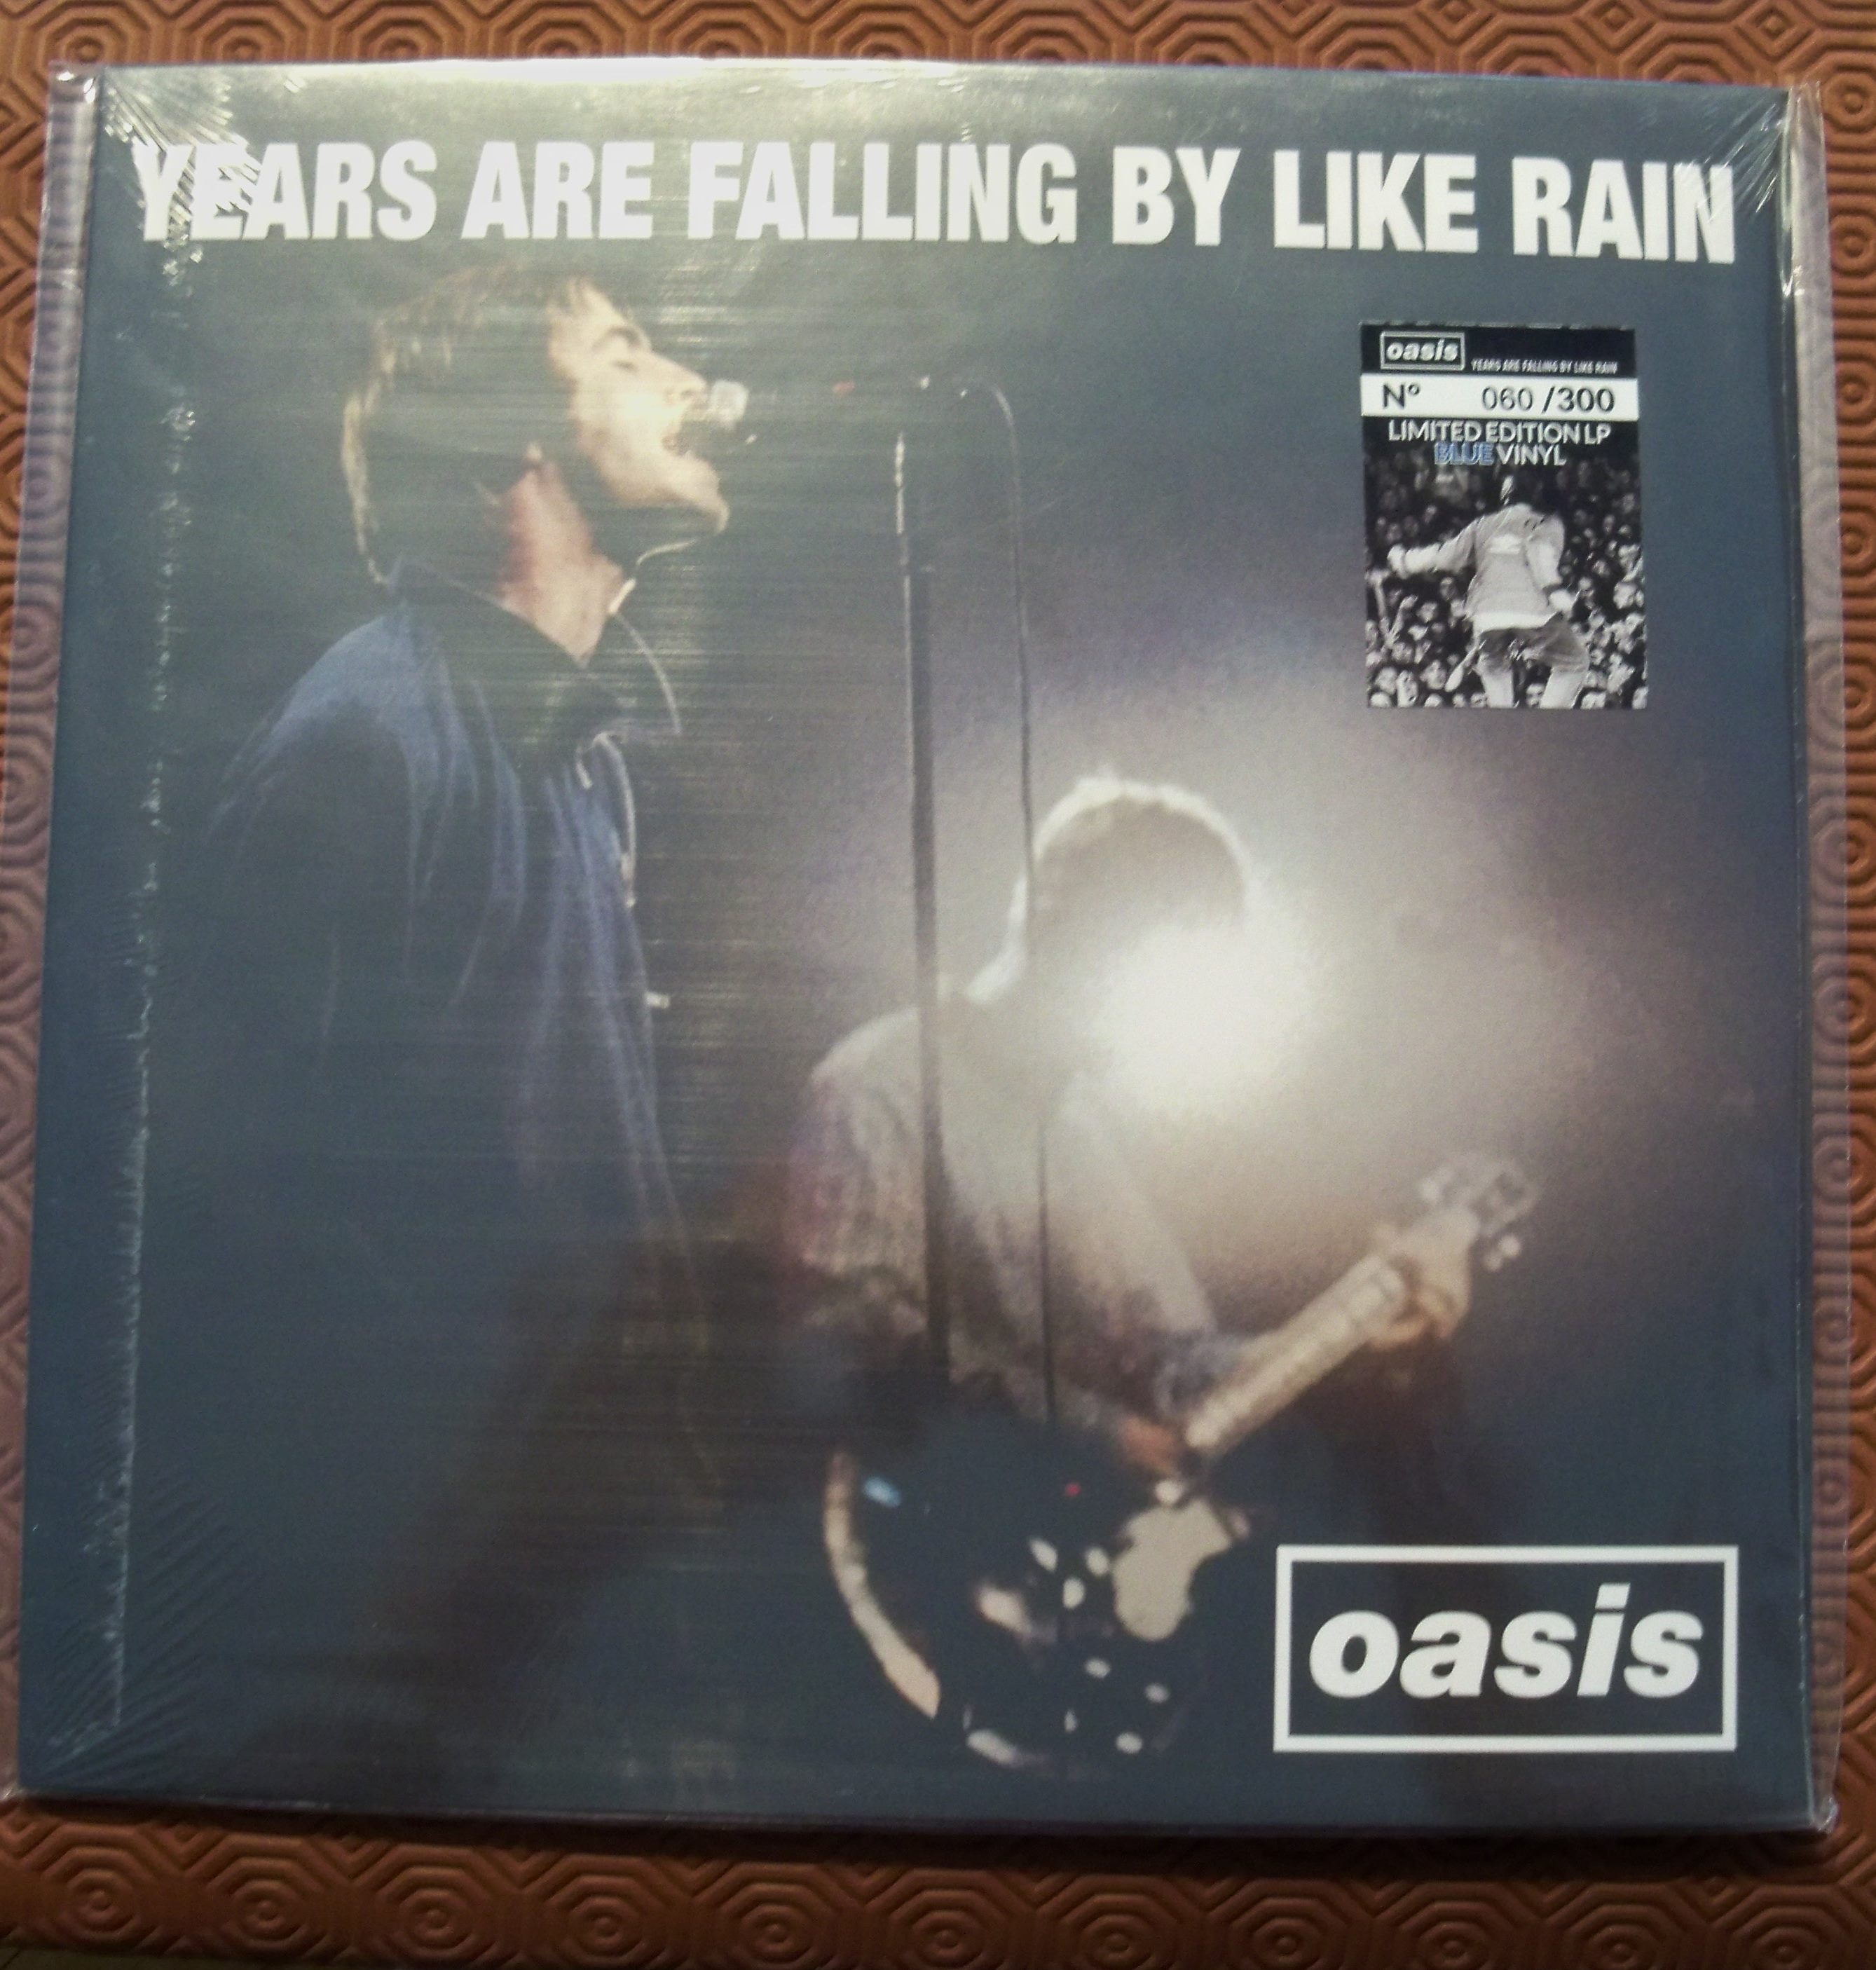 YEARS ARE FALLING BY LIKE RAIN
oasis
YEARS ARE FALLING BY LIKE RAIN
Nº 060 /300
LIMITED EDITION LP
BLUE VINYL
oasis